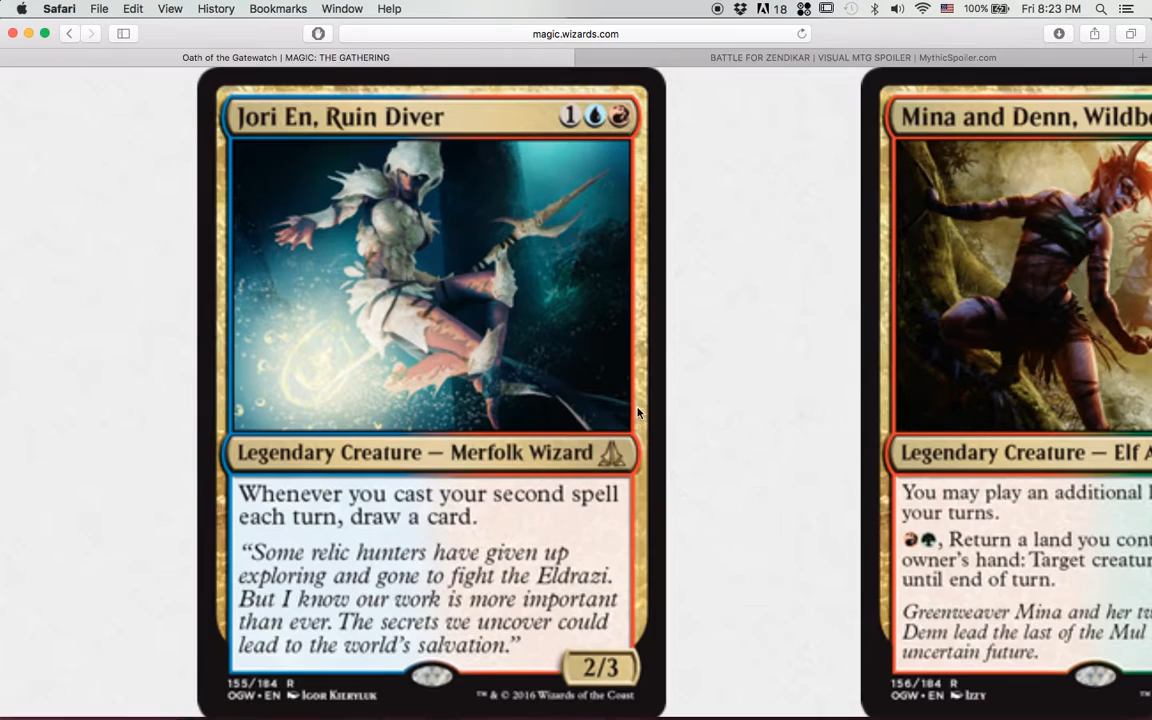 Safari File Edit View History Bookmarks Window Help
18
100%
Fri 8:23 PM
magic.wizards.com
Oath of the Gatewatch | MAGIC: THE GATHERING
BATTLE FOR ZENDIKAR | VISUAL MTG SPOILER | MythicSpoiler.com
Jori En, Ruin Diver
1
Legendary Creature — Merfolk Wizard
Whenever you cast your second spell
each turn, draw a card.
“Some relic hunters have given up
exploring and gone to fight the Eldrazi.
But I know our work is more important
than ever. The secrets we uncover could
lead to the world's salvation.”
2/3
155/184 R
OGW • EN Igor Kieryluk
™ & © 2016 Wizards of the Coast
Mina and Denn, Wildbo
Legendary Creature — Elf A
You may play an additional l
your turns.
, Return a land you cont
owner's hand: Target creatur
until end of turn.
Greenweaver Mina and her tw
Denn lead the last of the Mul
uncertain future.
156/184 R
OGW • EN Izzy
™